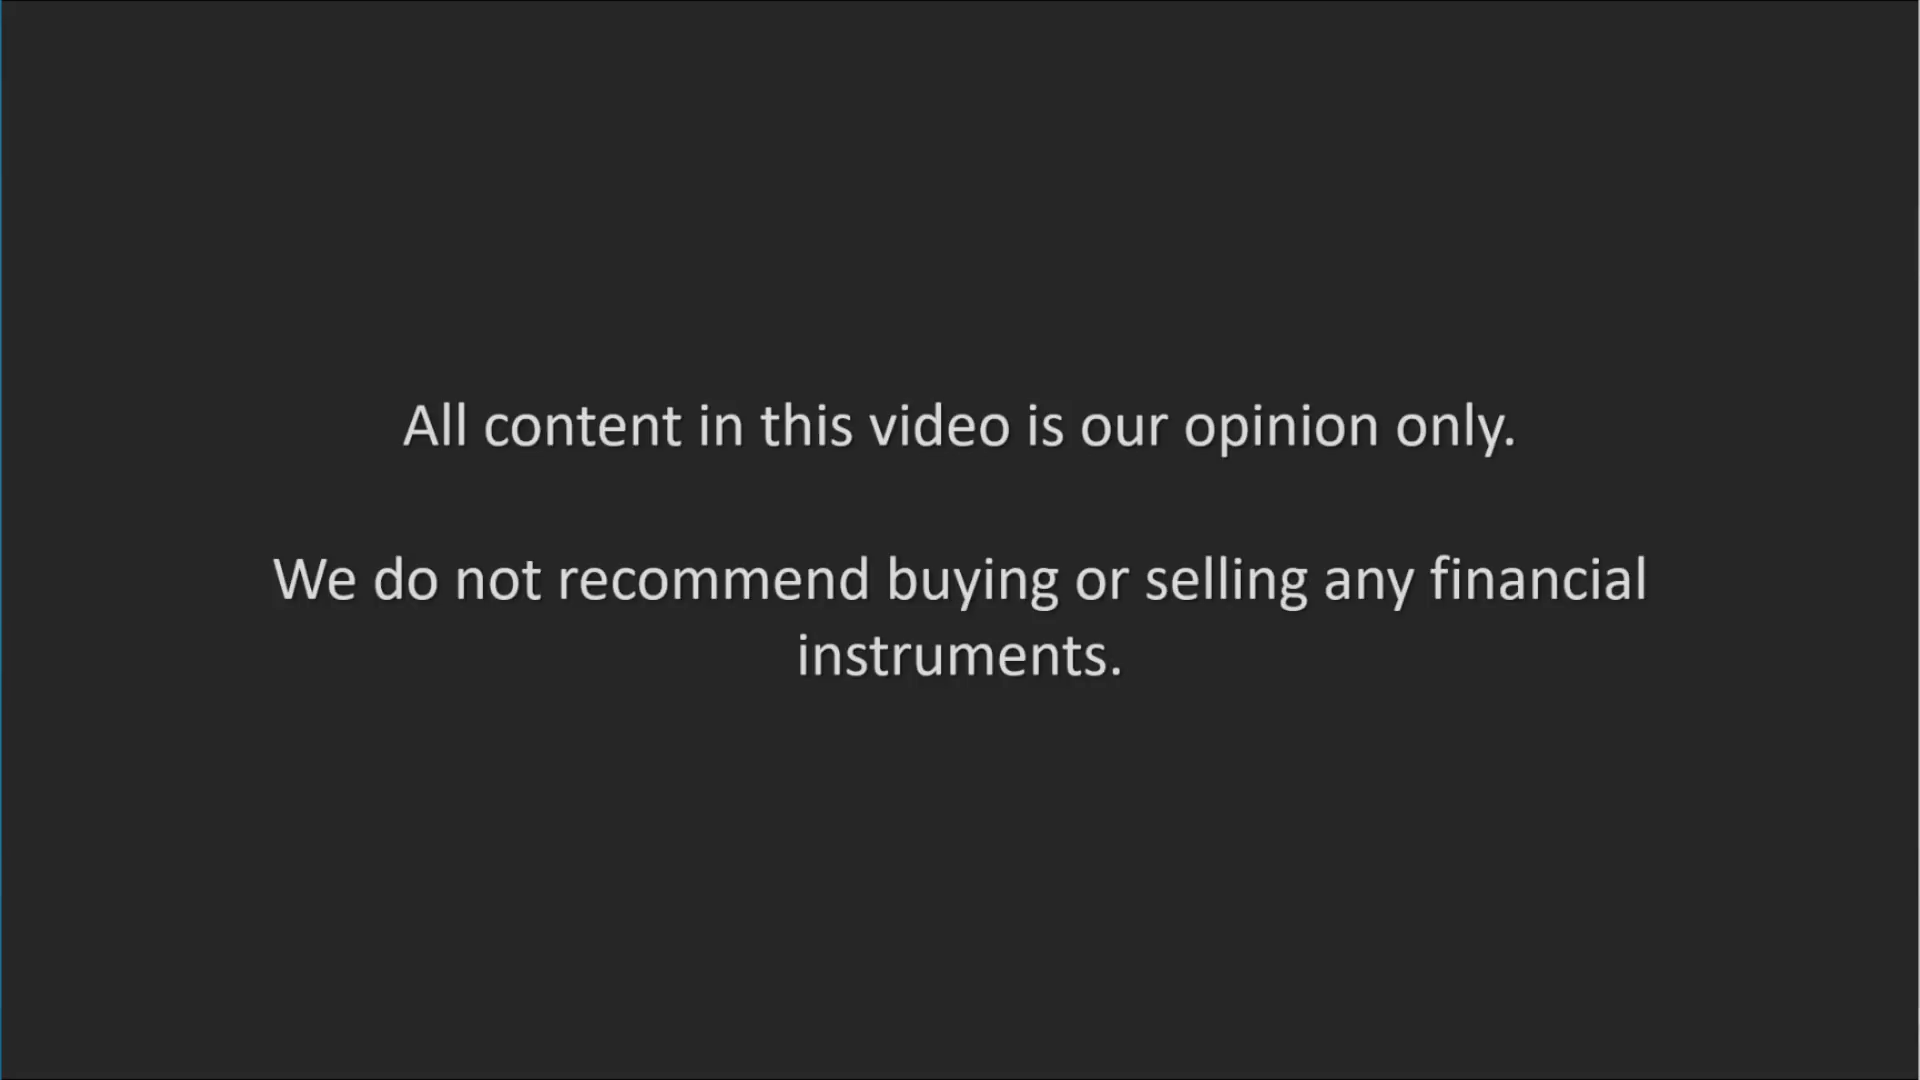 All content in this video is our opinion only.
We do not recommend buying or selling any financial
instruments.